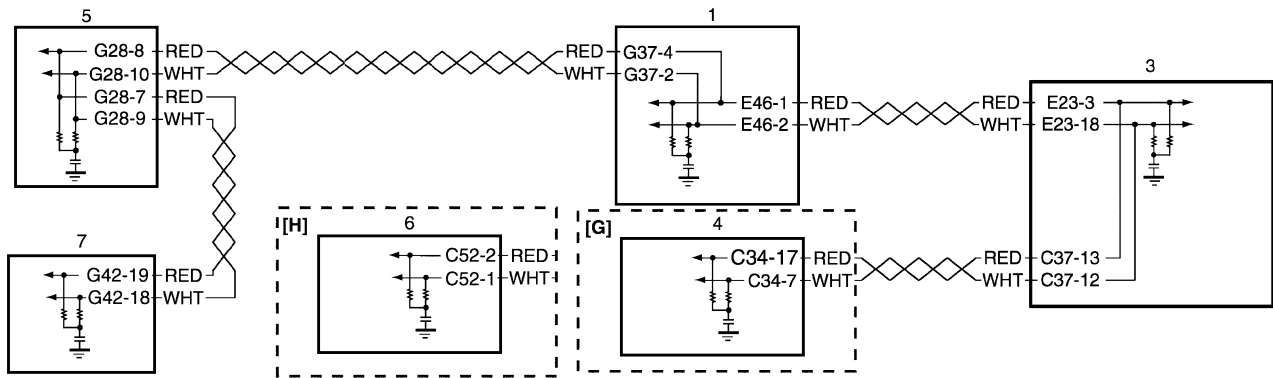 5
G28-8 RED
G28-10 WHT
G28-7 RED
G28-9 WHT
1
RED G37-4
WHT G37-2
E46-1 RED
E46-2 WHT
3
RED E23-3
WHT E23-18
RED C37-13
WHT C37-12
7
G42-19 RED
G42-18 WHT
[H]
6
C52-2 RED
C52-1 WHT
[G]
4
C34-17 RED
C34-7 WHT